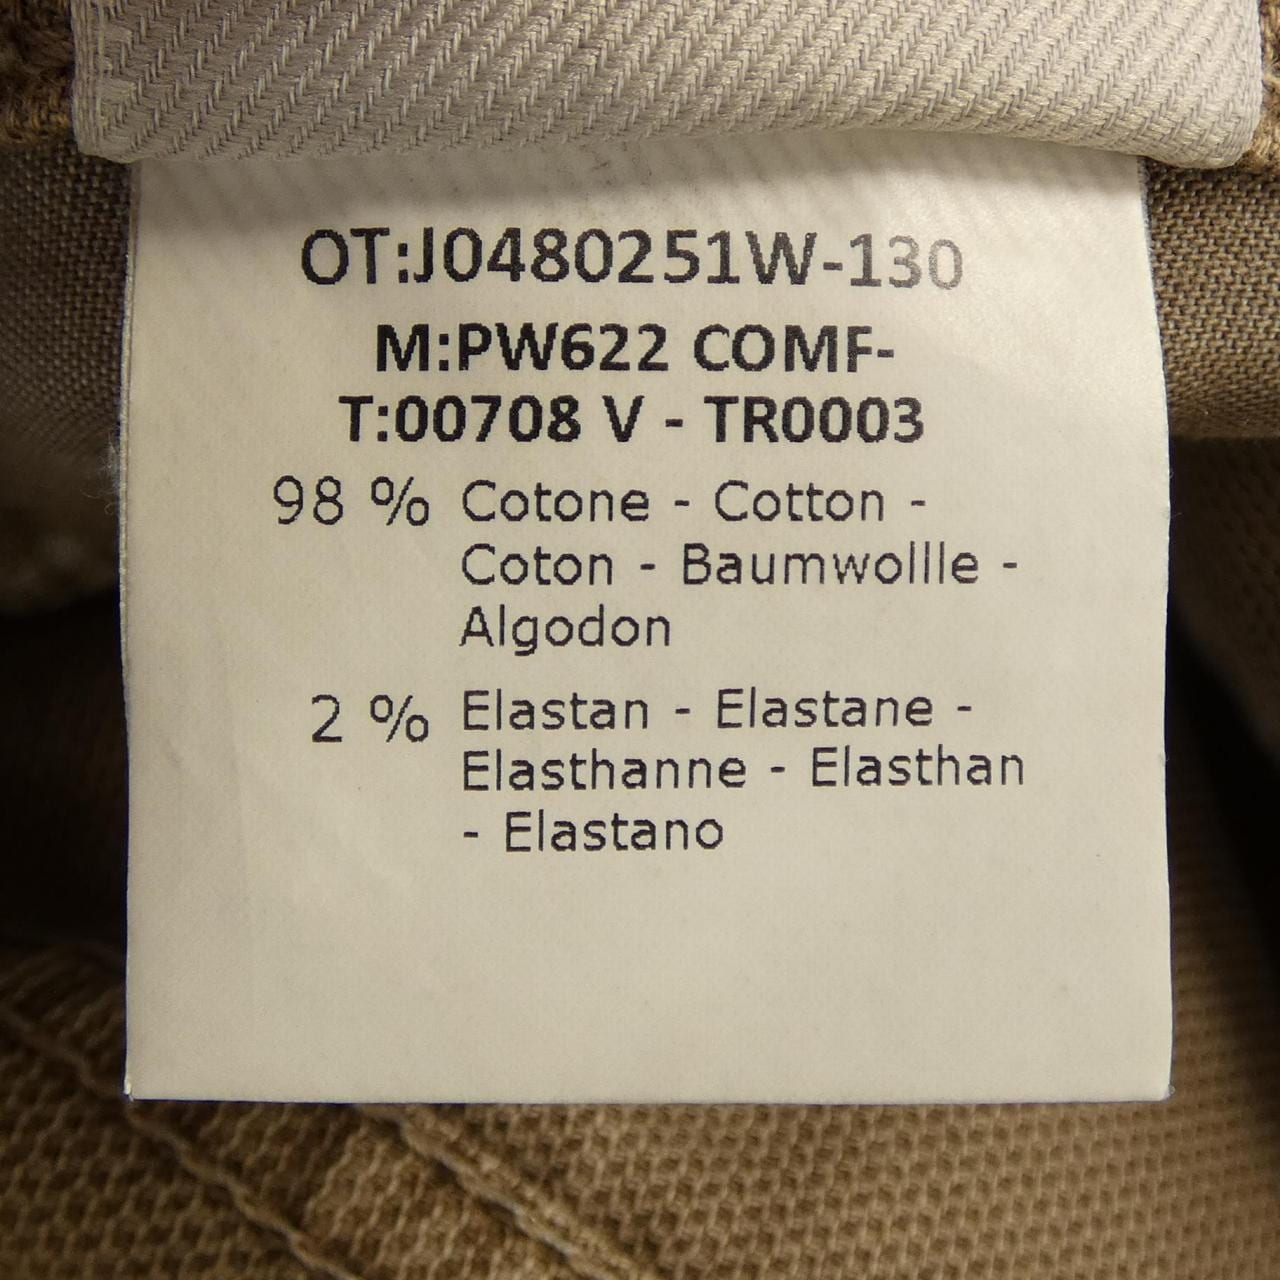 OT:J0480251W-130
M:PW622 COMF-
T:00708 V - TR0003
98 % Cotone - Cotton -
Coton - Baumwollle -
Algodon
2 % Elastan - Elastane -
Elasthanne - Elasthan
- Elastano